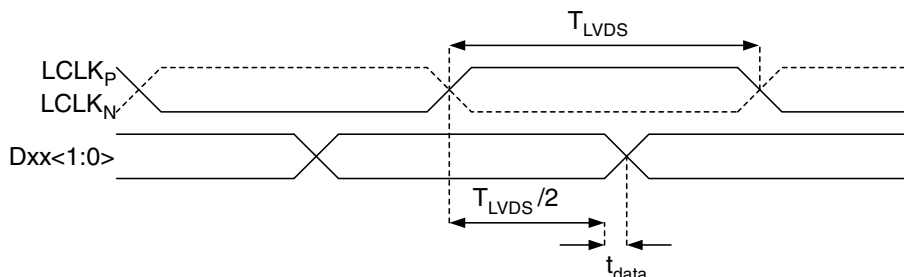 T_LVDS
LCLK_P
LCLK_N
Dxx<1:0>
T_LVDS/2
t_data